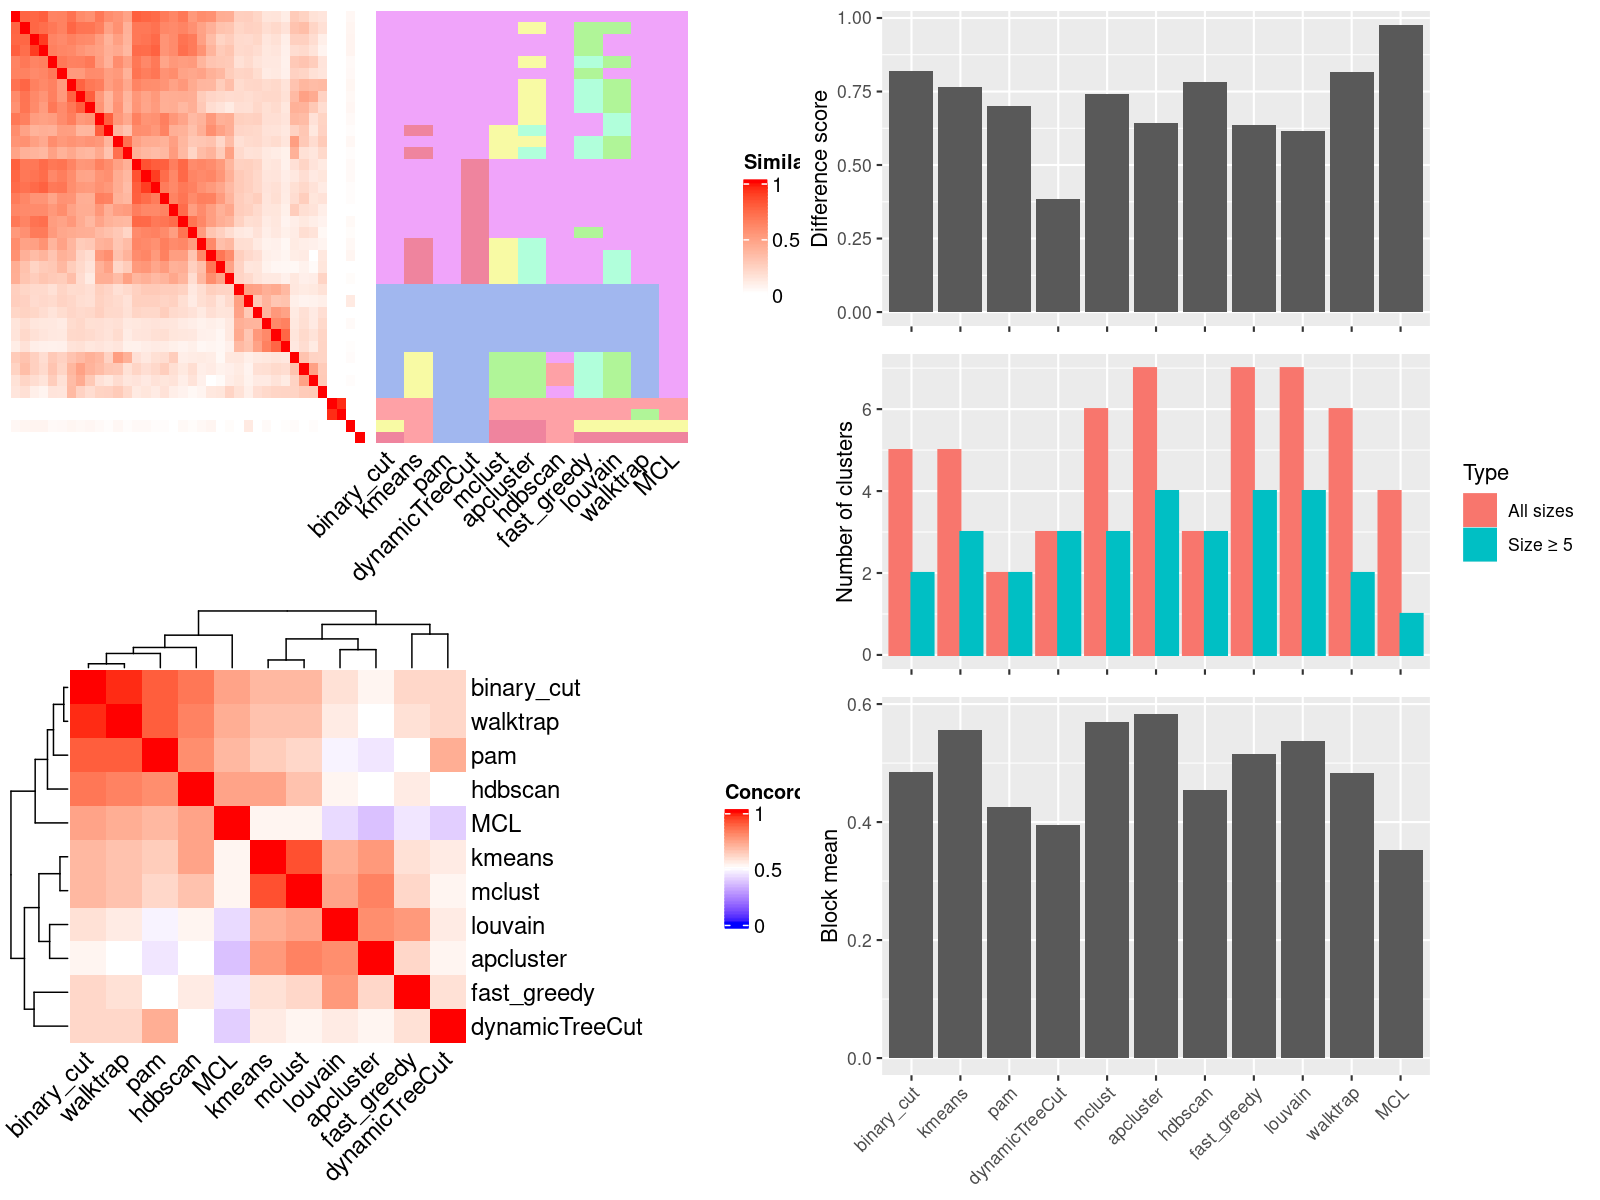 Simila
1
0.5
0
binary_cut
kmeans
pam
dynamicTreeCut
mclust
apcluster
hdbscan
fast_greedy
louvain
walktrap
MCL
binary_cut
walktrap
pam
hdbscan
MCL
kmeans
mclust
louvain
apcluster
fast_greedy
dynamicTreeCut
binary_cut
walktrap
pam
hdbscan
MCL
kmeans
mclust
louvain
apcluster
fast_greedy
dynamicTreeCut
Concord
1
0.5
0
Difference score
1.00
0.75
0.50
0.25
0.00
Number of clusters
6
4
2
0
Type
All sizes
Size ≥ 5
Block mean
0.6
0.4
0.2
0.0
binary_cut
kmeans
pam
dynamicTreeCut
mclust
apcluster
hdbscan
fast_greedy
louvain
walktrap
MCL